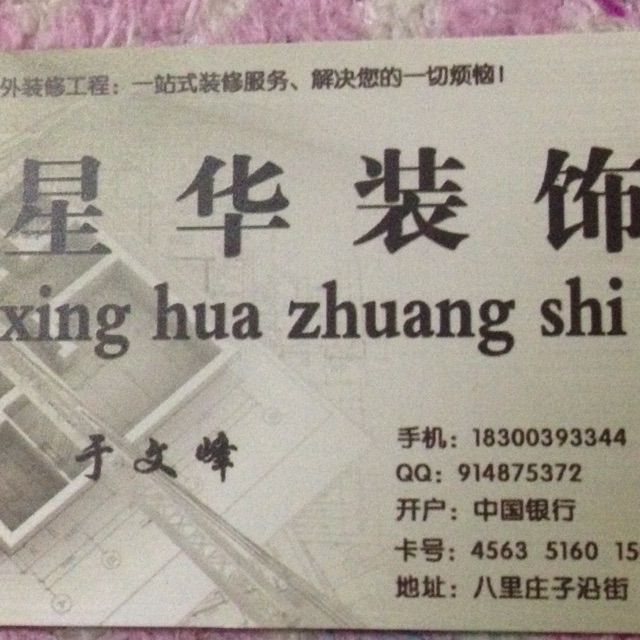 外装修工程：一站式装修服务、解决您的一切烦恼！
星华装饰
xing hua zhuang shi
于文峰
手机：18300393344
QQ：914875372
开户：中国银行
卡号：4563 5160 15
地址：八里庄子沿街